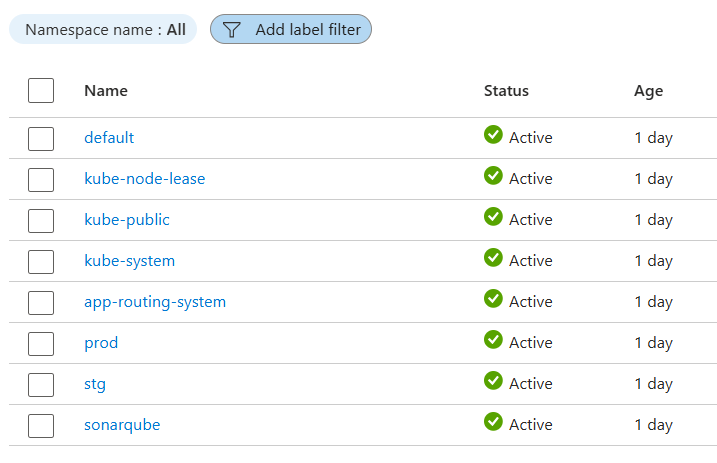 Namespace name : All Add label filter
Name Status Age
default Active 1 day
kube-node-lease Active 1 day
kube-public Active 1 day
kube-system Active 1 day
app-routing-system Active 1 day
prod Active 1 day
stg Active 1 day
sonarqube Active 1 day